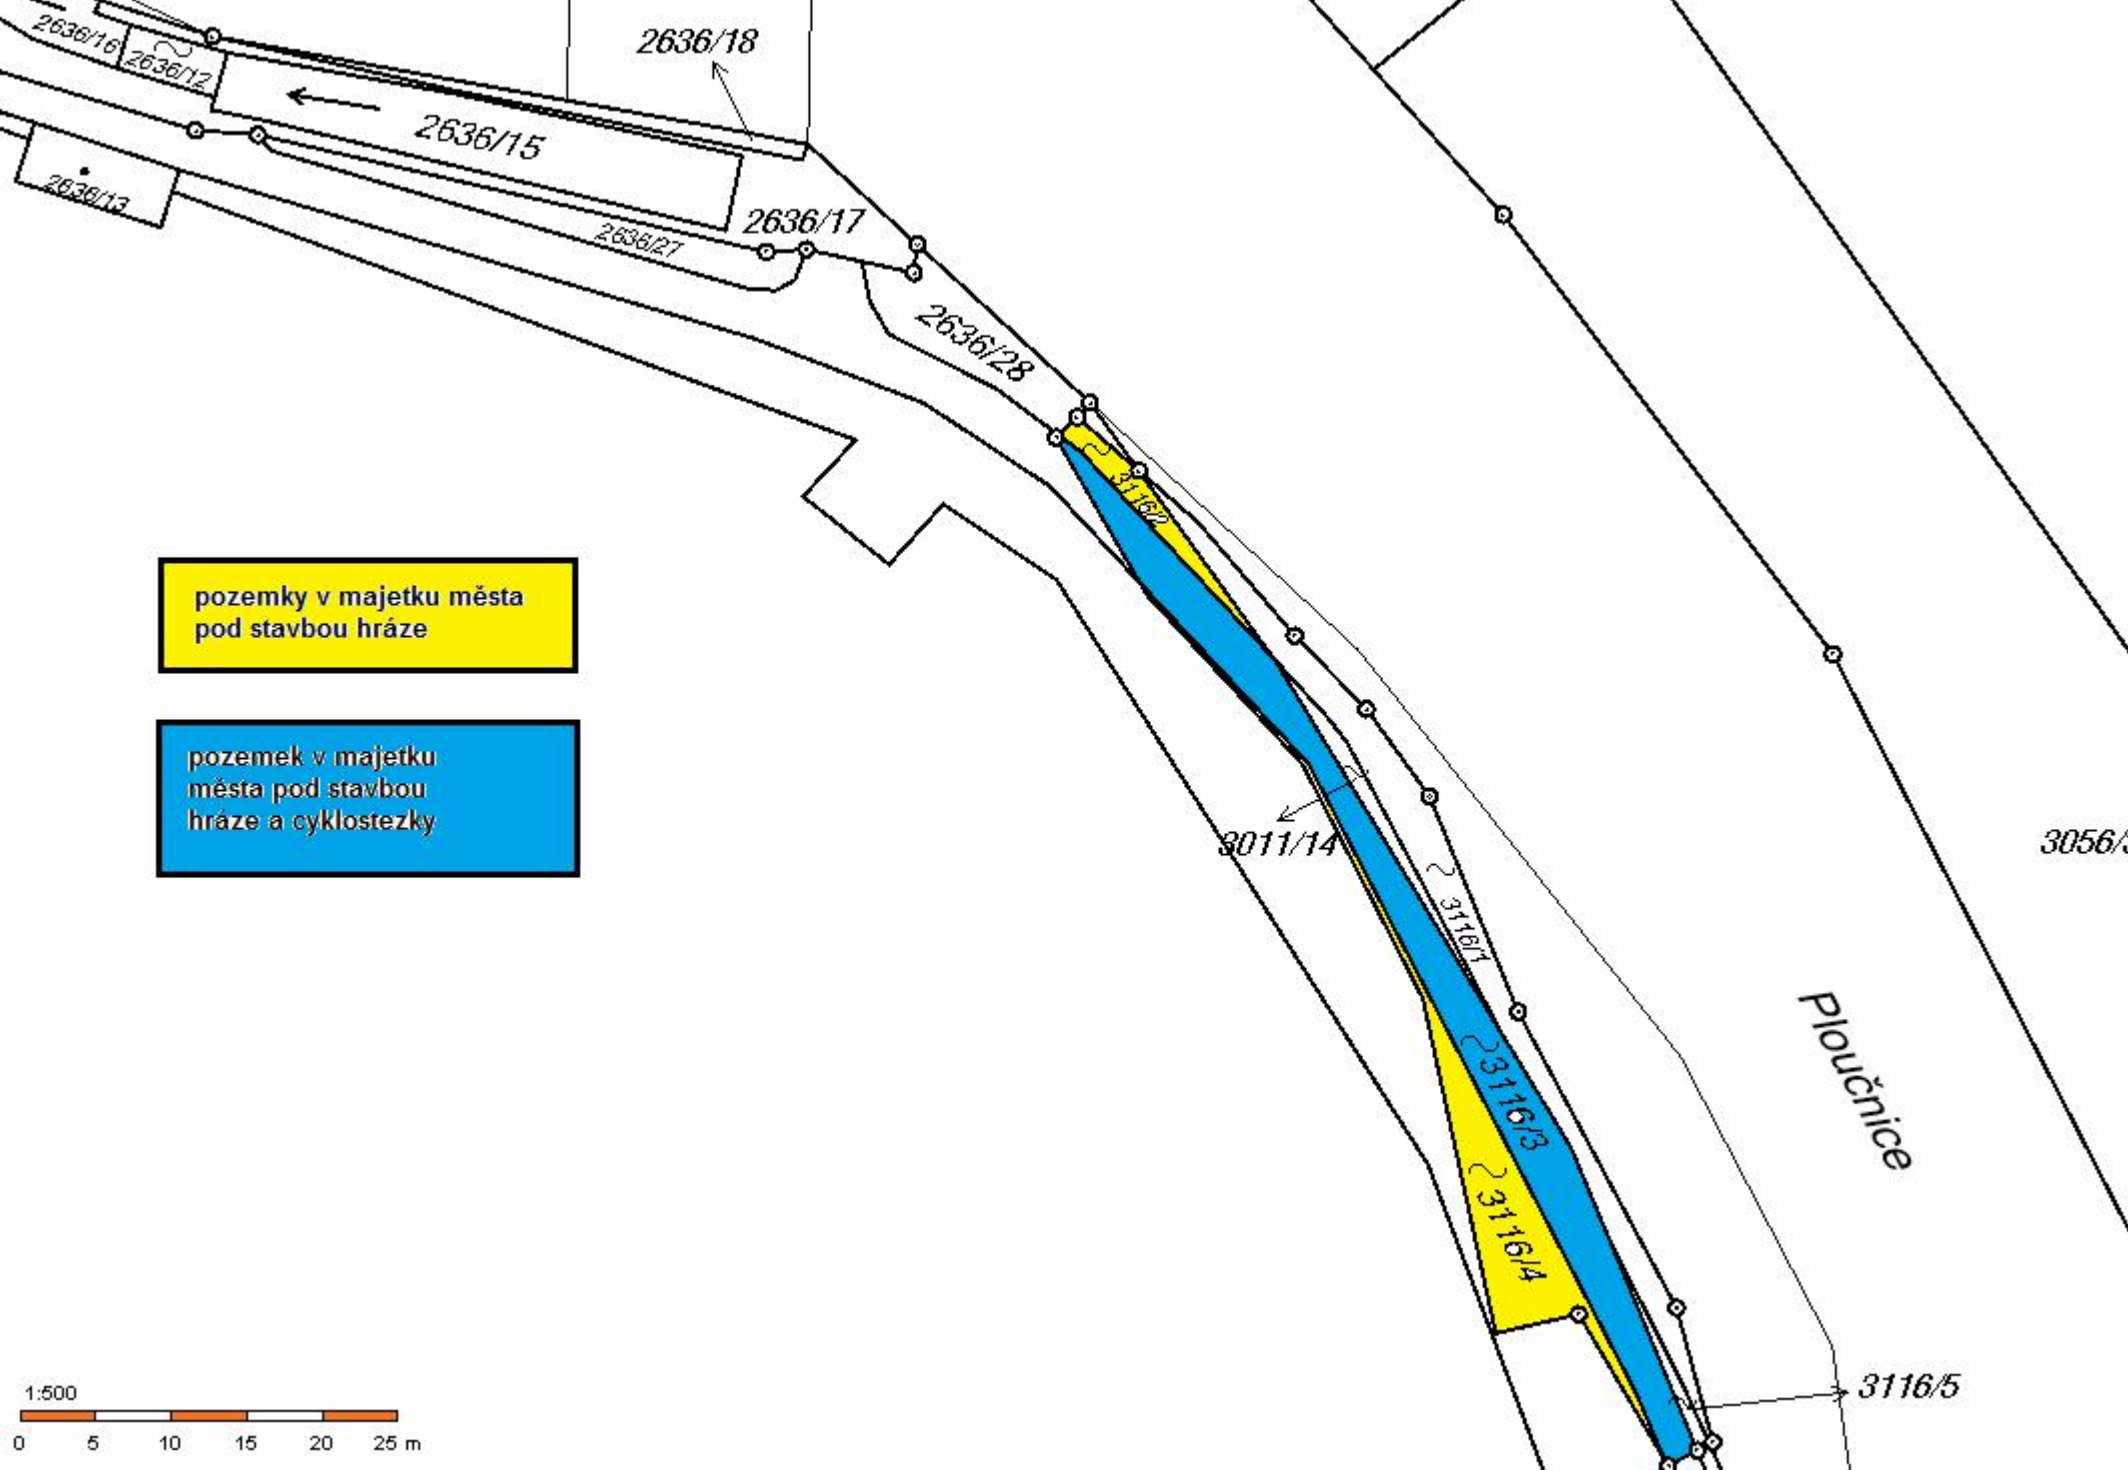 2636/18
2636/16
2636/12
2636/15
2636/13
2636/17
2636/27
2636/28
3116/2
pozemky v majetku města
pod stavbou hráze
pozemek v majetku
města pod stavbou
hráze a cyklostezky
3011/14
3056/
3116/1
Ploučnice
3116/3
3116/4
3116/5
1:500
0 5 10 15 20 25 m